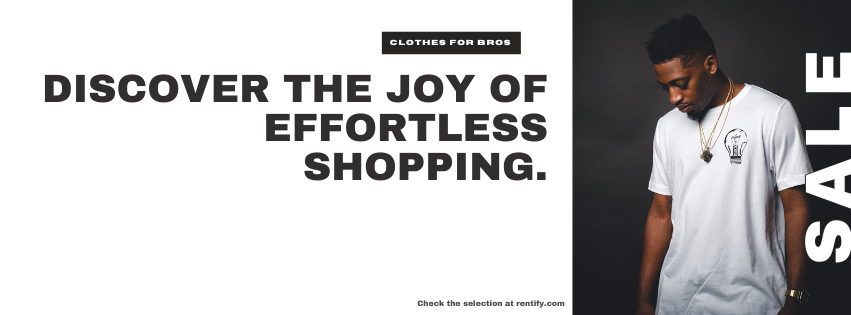 CLOTHES FOR BROS
DISCOVER THE JOY OF
EFFORTLESS
SHOPPING.
SALE
Check the selection at rentify.com